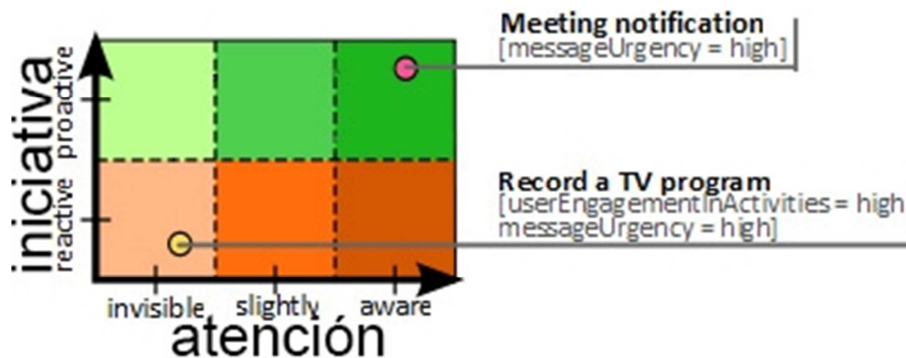 Meeting notification
[messageUrgency = high]
iniciativa
proactive
reactive
Record a TV program
[userEngagementInActivities = high
messageUrgency = high]
invisible
slightly
aware
atención